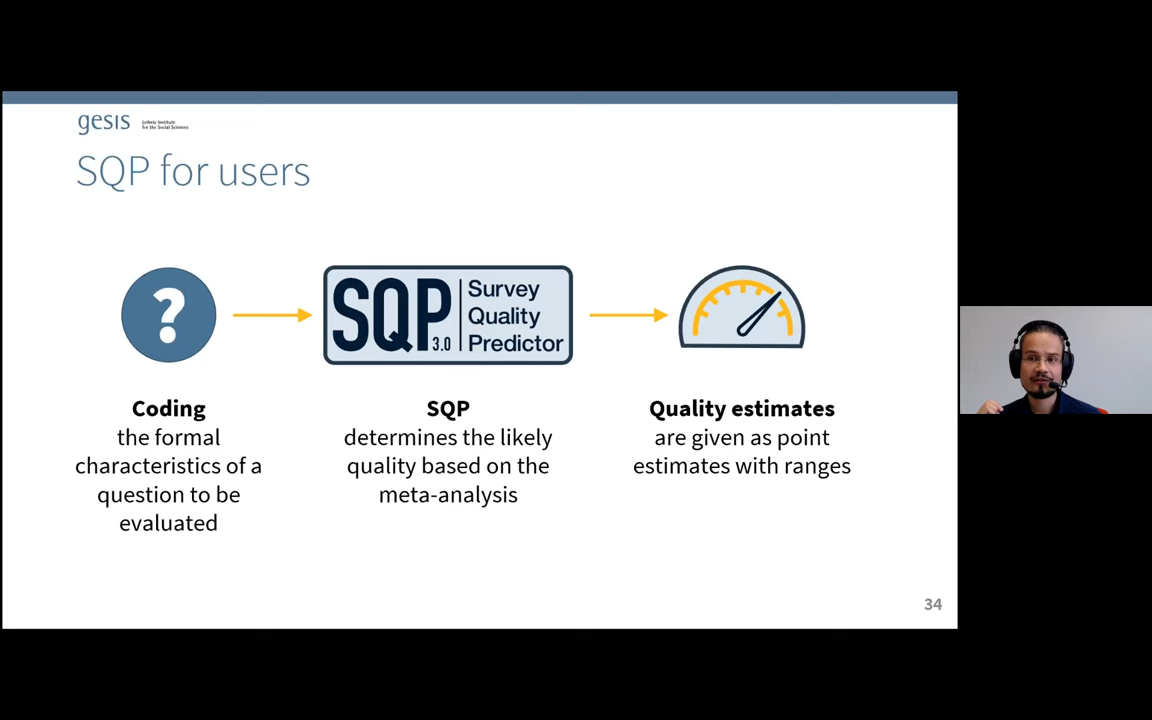 gesis
Leibniz Institute
for the Social Sciences
SQP for users
?
SQP
3.0
Survey
Quality
Predictor
Coding
the formal
characteristics of a
question to be
evaluated
SQP
determines the likely
quality based on the
meta-analysis
Quality estimates
are given as point
estimates with ranges
34